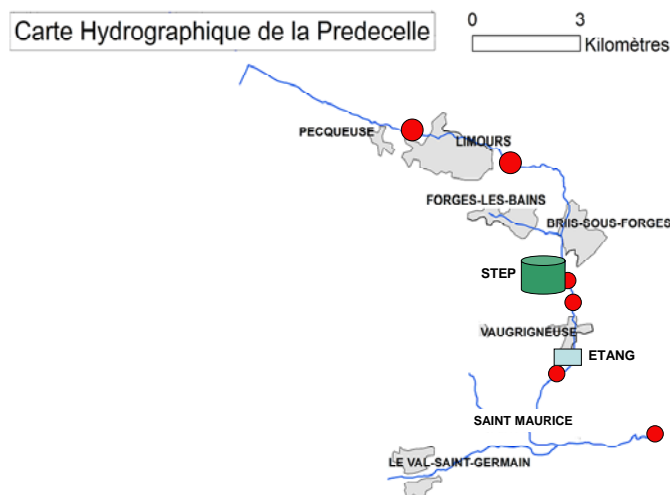 Carte Hydrographique de la Predecelle
0 3
Kilomètres
PECQUEUSE
LIMOURS
FORGES-LES-BAINS
BRIIS-SOUS-FORGES
STEP
VAUGRIGNEUSE
ETANG
SAINT MAURICE
LE VAL-SAINT-GERMAIN